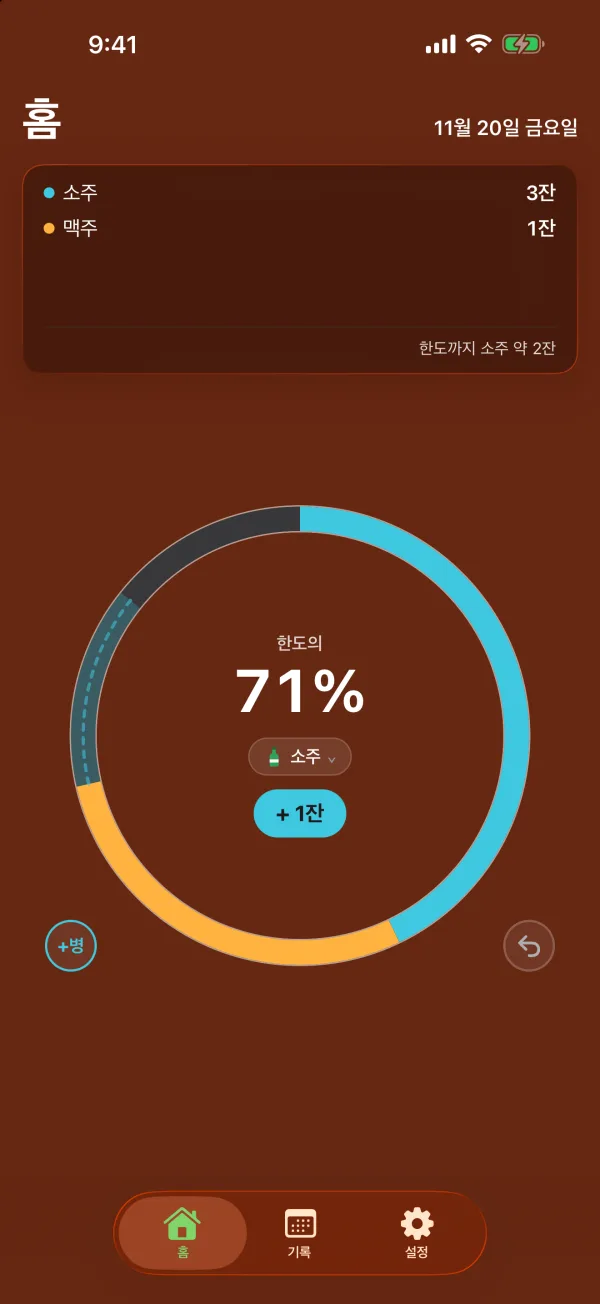 9:41
홈
11월 20일 금요일
소주 3잔
맥주 1잔
한도까지 소주 약 2잔
한도의
71%
소주
+ 1잔
+병
홈 기록 설정